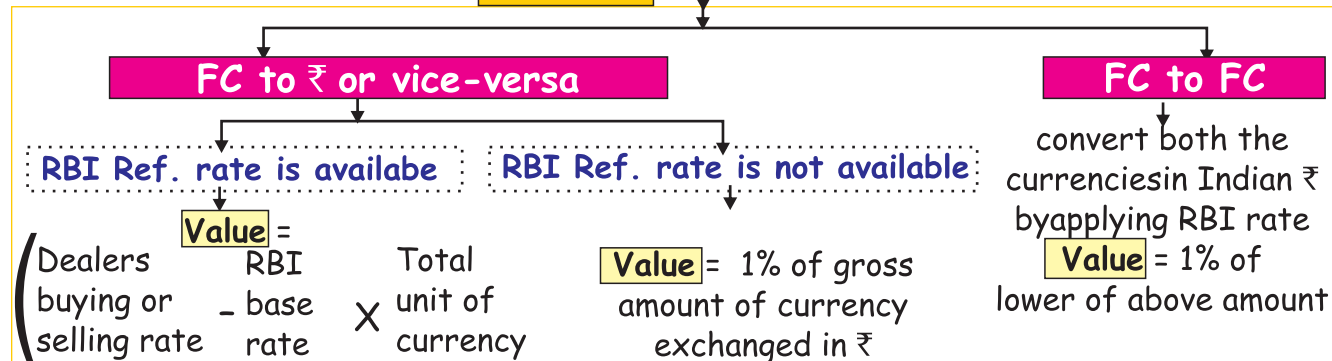 FC to ₹ or vice-versa
FC to FC
RBI Ref. rate is availabe
RBI Ref. rate is not available
convert both the
currenciesin Indian ₹
byapplying RBI rate
Value = 1% of
lower of above amount
Value =
(Dealers
buying or
selling rate
- RBI
base
rate
X Total
unit of
currency
Value = 1% of gross
amount of currency
exchanged in ₹